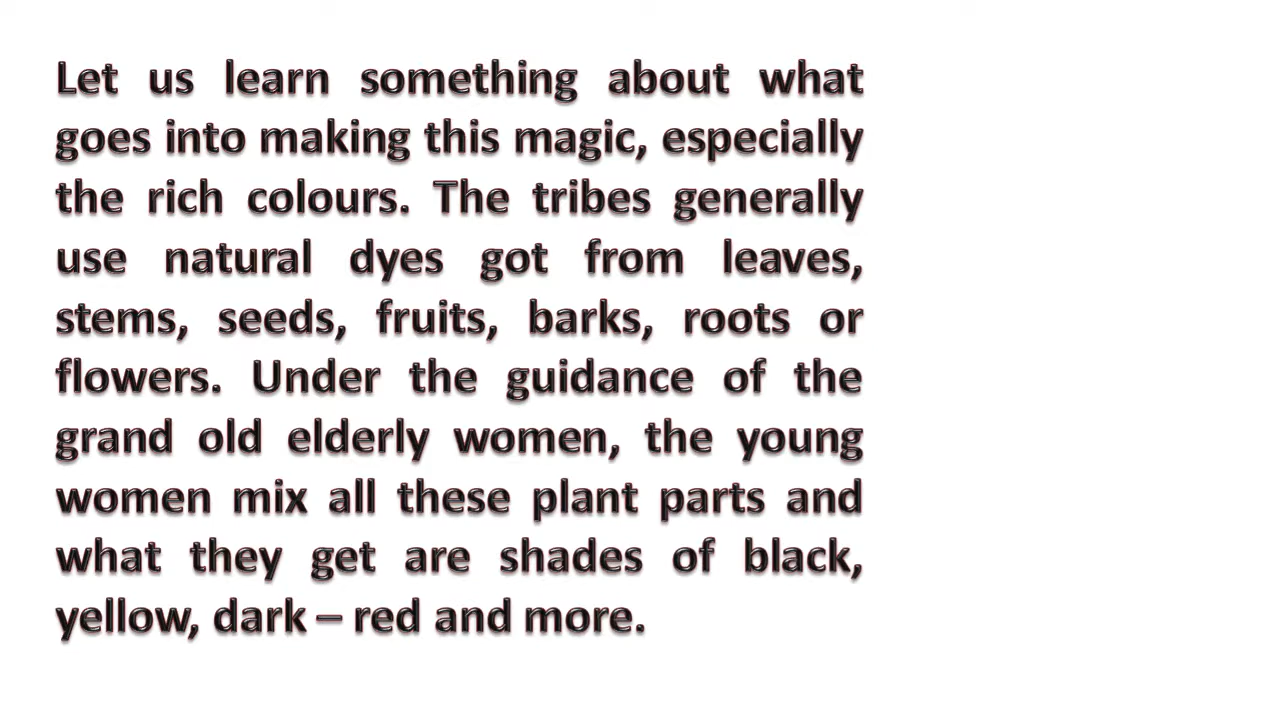 Let us learn something about what
goes into making this magic, especially
the rich colours. The tribes generally
use natural dyes got from leaves,
stems, seeds, fruits, barks, roots or
flowers. Under the guidance of the
grand old elderly women, the young
women mix all these plant parts and
what they get are shades of black,
yellow, dark – red and more.